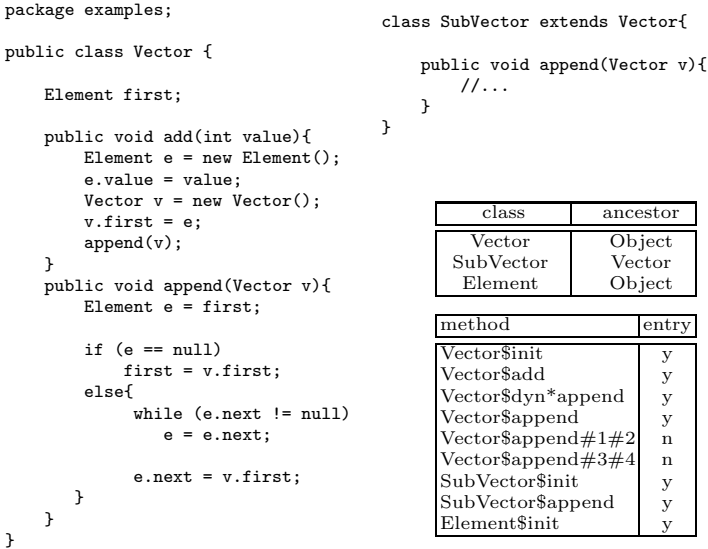 package examples;
public class Vector {
Element first;
public void add(int value){
Element e = new Element();
e.value = value;
Vector v = new Vector();
v.first = e;
append(v);
}
public void append(Vector v){
Element e = first;
if (e == null)
first = v.first;
else{
while (e.next != null)
e = e.next;
e.next = v.first;
}
}
}
class SubVector extends Vector{
public void append(Vector v){
//...
}
}
class ancestor
Vector Object
SubVector Vector
Element Object
method entry
Vector$init y
Vector$add y
Vector$dyn*append y
Vector$append y
Vector$append#1#2 n
Vector$append#3#4 n
SubVector$init y
SubVector$append y
Element$init y